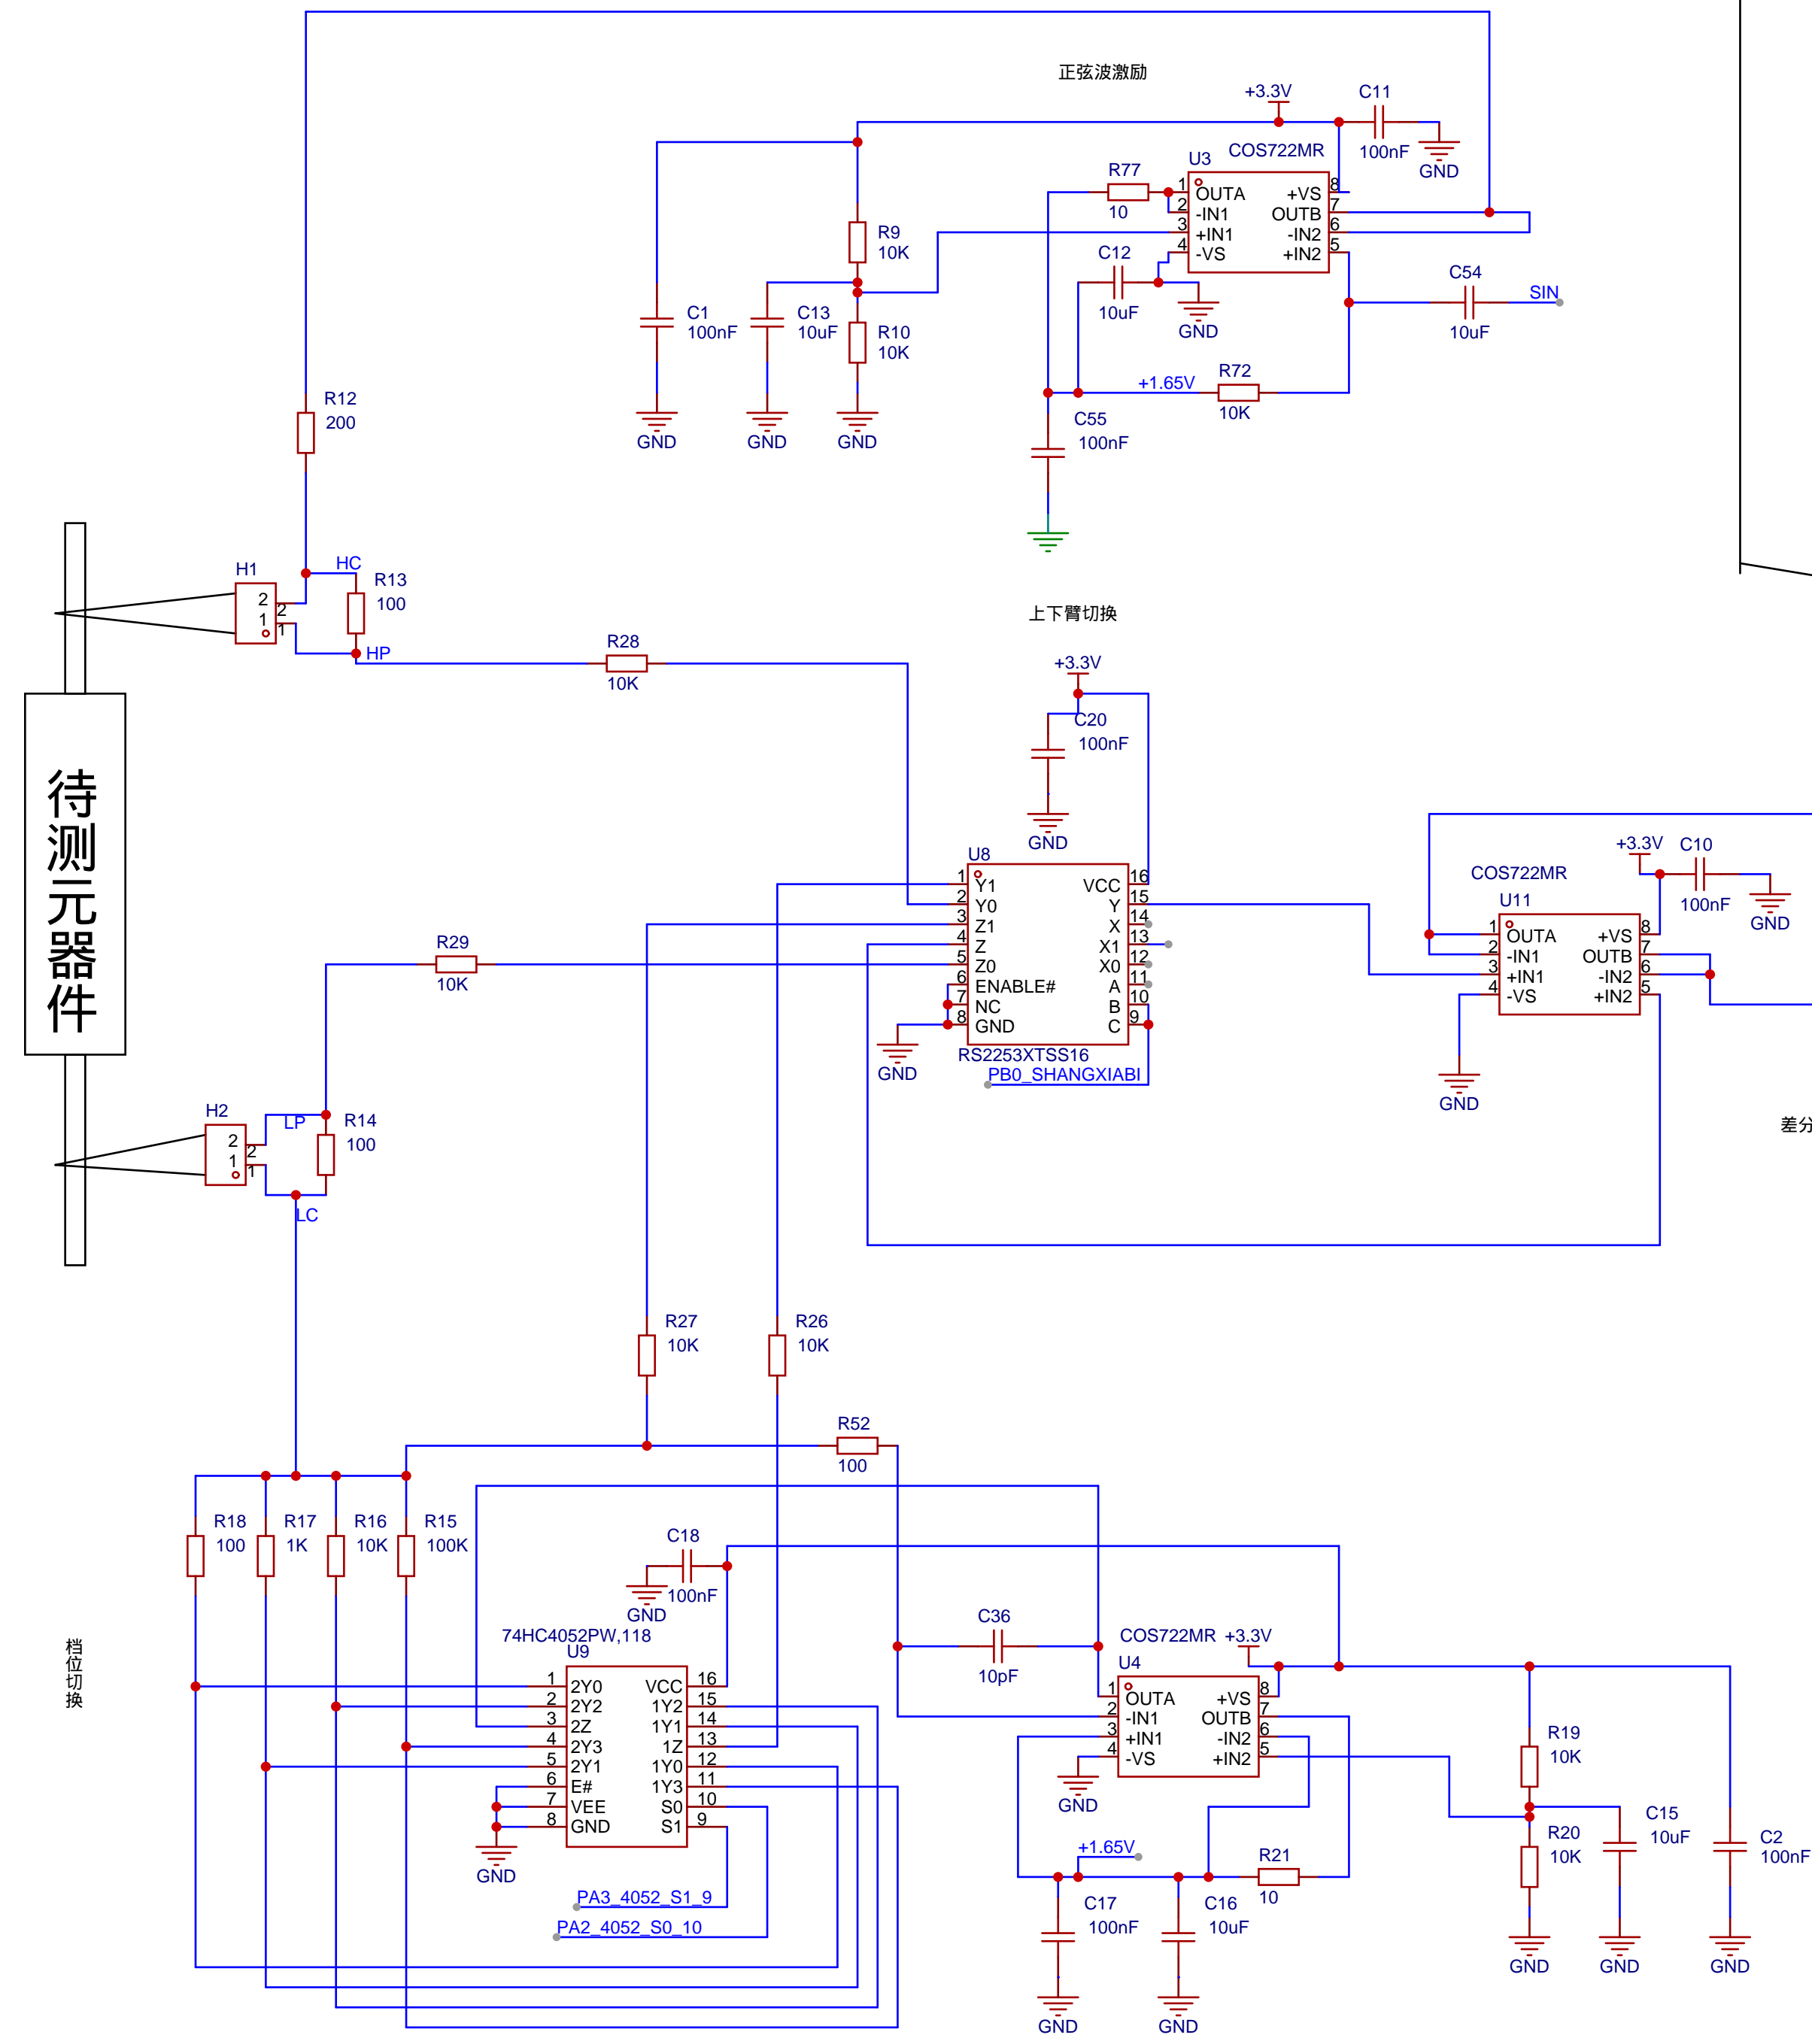 正弦波激励
+3.3V
C11
100nF
GND
U3
COS722MR
R77
10
1
OUTA
2
-IN1
3
+IN1
4
-VS
8
+VS
7
OUTB
6
-IN2
5
+IN2
R9
10K
C12
10uF
GND
C54
10uF
SIN
C1
100nF
GND
C13
10uF
GND
R10
10K
GND
+1.65V
R72
10K
C55
100nF
R12
200
H1
2
1
2
1
HC
R13
100
HP
R28
10K
上下臂切换
+3.3V
C20
100nF
GND
待测元器件
U8
1
Y1
2
Y0
3
Z1
4
Z
5
Z0
6
ENABLE#
7
NC
8
GND
16
VCC
15
Y
14
X
13
X1
12
X0
11
A
10
B
9
C
RS2253XTSS16
PB0_SHANGXIABI
GND
R29
10K
COS722MR
U11
+3.3V
C10
100nF
GND
1
OUTA
2
-IN1
3
+IN1
4
-VS
8
+VS
7
OUTB
6
-IN2
5
+IN2
GND
差分
H2
2
1
2
1
LP
R14
100
LC
R27
10K
R26
10K
R52
100
R18
100
R17
1K
R16
10K
R15
100K
C18
100nF
GND
档位切换
74HC4052PW,118
U9
1
2Y0
2
2Y2
3
2Z
4
2Y3
5
2Y1
6
E#
7
VEE
8
GND
16
VCC
15
1Y2
14
1Y1
13
1Z
12
1Y0
11
1Y3
10
S0
9
S1
GND
PA3_4052_S1_9
PA2_4052_S0_10
C36
10pF
COS722MR
+3.3V
U4
1
OUTA
2
-IN1
3
+IN1
4
-VS
8
+VS
7
OUTB
6
-IN2
5
+IN2
GND
+1.65V
R21
10
C17
100nF
GND
C16
10uF
GND
R19
10K
R20
10K
GND
C15
10uF
GND
C2
100nF
GND